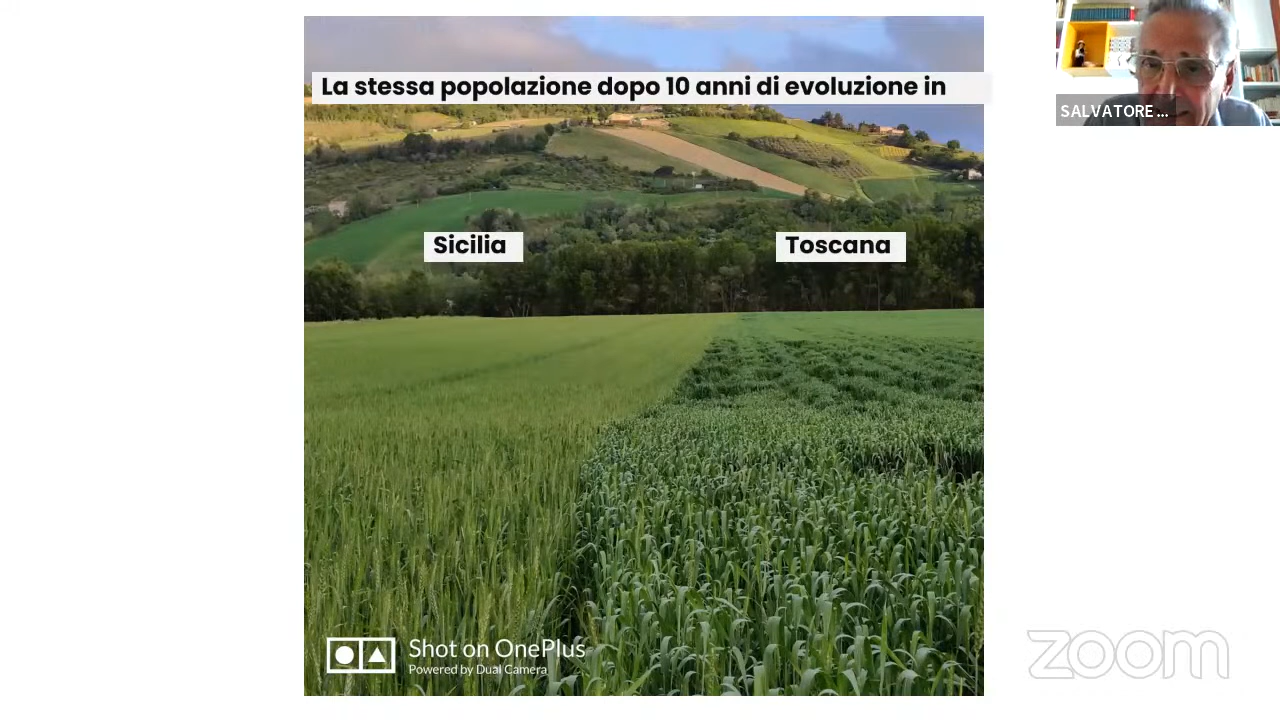 La stessa popolazione dopo 10 anni di evoluzione in
SALVATORE ...
Sicilia
Toscana
Shot on OnePlus
Powered by Dual Camera
zoom